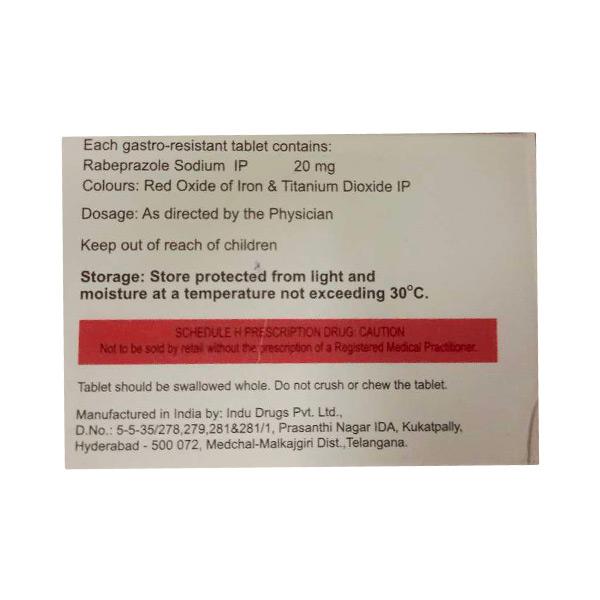 Each gastro-resistant tablet contains:
Rabeprazole Sodium IP 20 mg
Colours: Red Oxide of Iron & Titanium Dioxide IP
Dosage: As directed by the Physician
Keep out of reach of children
Storage: Store protected from light and
moisture at a temperature not exceeding 30°C.
SCHEDULE H PRESCRIPTION DRUG: CAUTION
Not to be sold by retail without the prescription of a Registered Medical Practitioner.
Tablet should be swallowed whole. Do not crush or chew the tablet.
Manufactured in India by: Indu Drugs Pvt. Ltd.,
D.No.: 5-5-35/278,279,281&281/1, Prasanthi Nagar IDA, Kukatpally,
Hyderabad - 500 072, Medchal-Malkajgiri Dist.,Telangana.